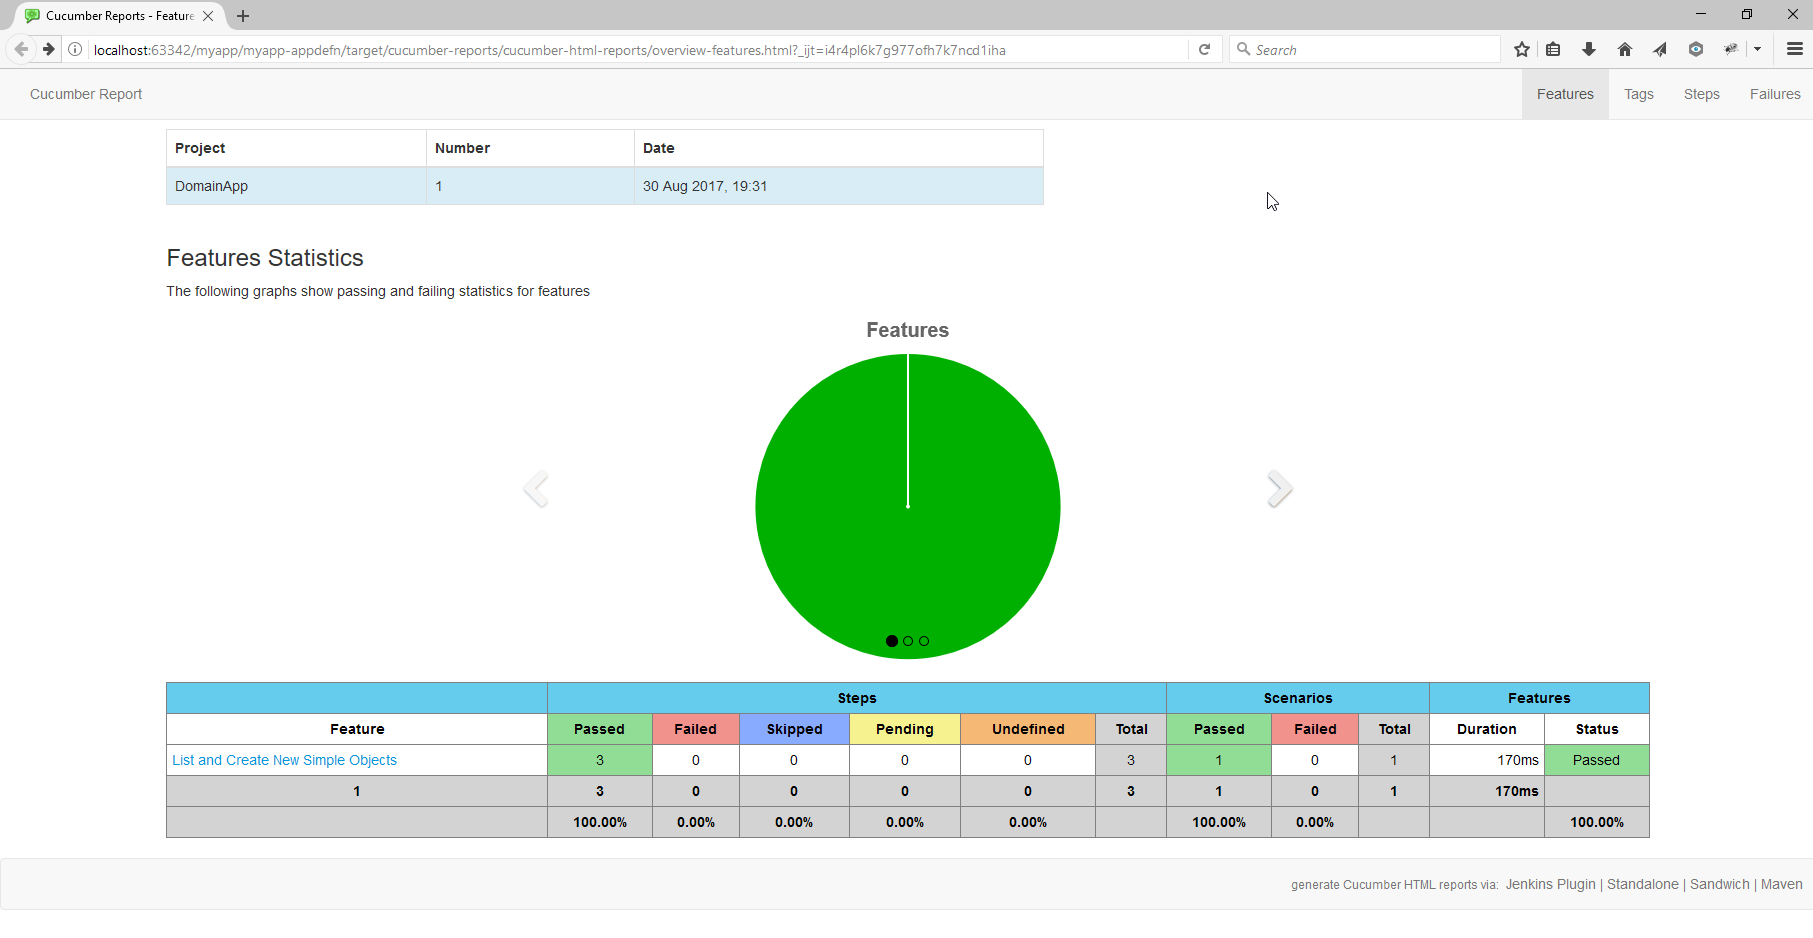 Cucumber Reports - Feature
localhost:63342/myapp/myapp-appdefn/target/cucumber-reports/cucumber-html-reports/overview-features.html?_ijt=i4r4pl6k7g977ofh7k7ncd1iha
Search
Cucumber Report
Features Tags Steps Failures
Project Number Date
DomainApp 1 30 Aug 2017, 19:31
Features Statistics
The following graphs show passing and failing statistics for features
Features
Steps Scenarios Features
Feature Passed Failed Skipped Pending Undefined Total Passed Failed Total Duration Status
List and Create New Simple Objects 3 0 0 0 0 3 1 0 1 170ms Passed
1 3 0 0 0 0 3 1 0 1 170ms
100.00% 0.00% 0.00% 0.00% 0.00% 100.00% 0.00% 100.00%
generate Cucumber HTML reports via: Jenkins Plugin | Standalone | Sandwich | Maven